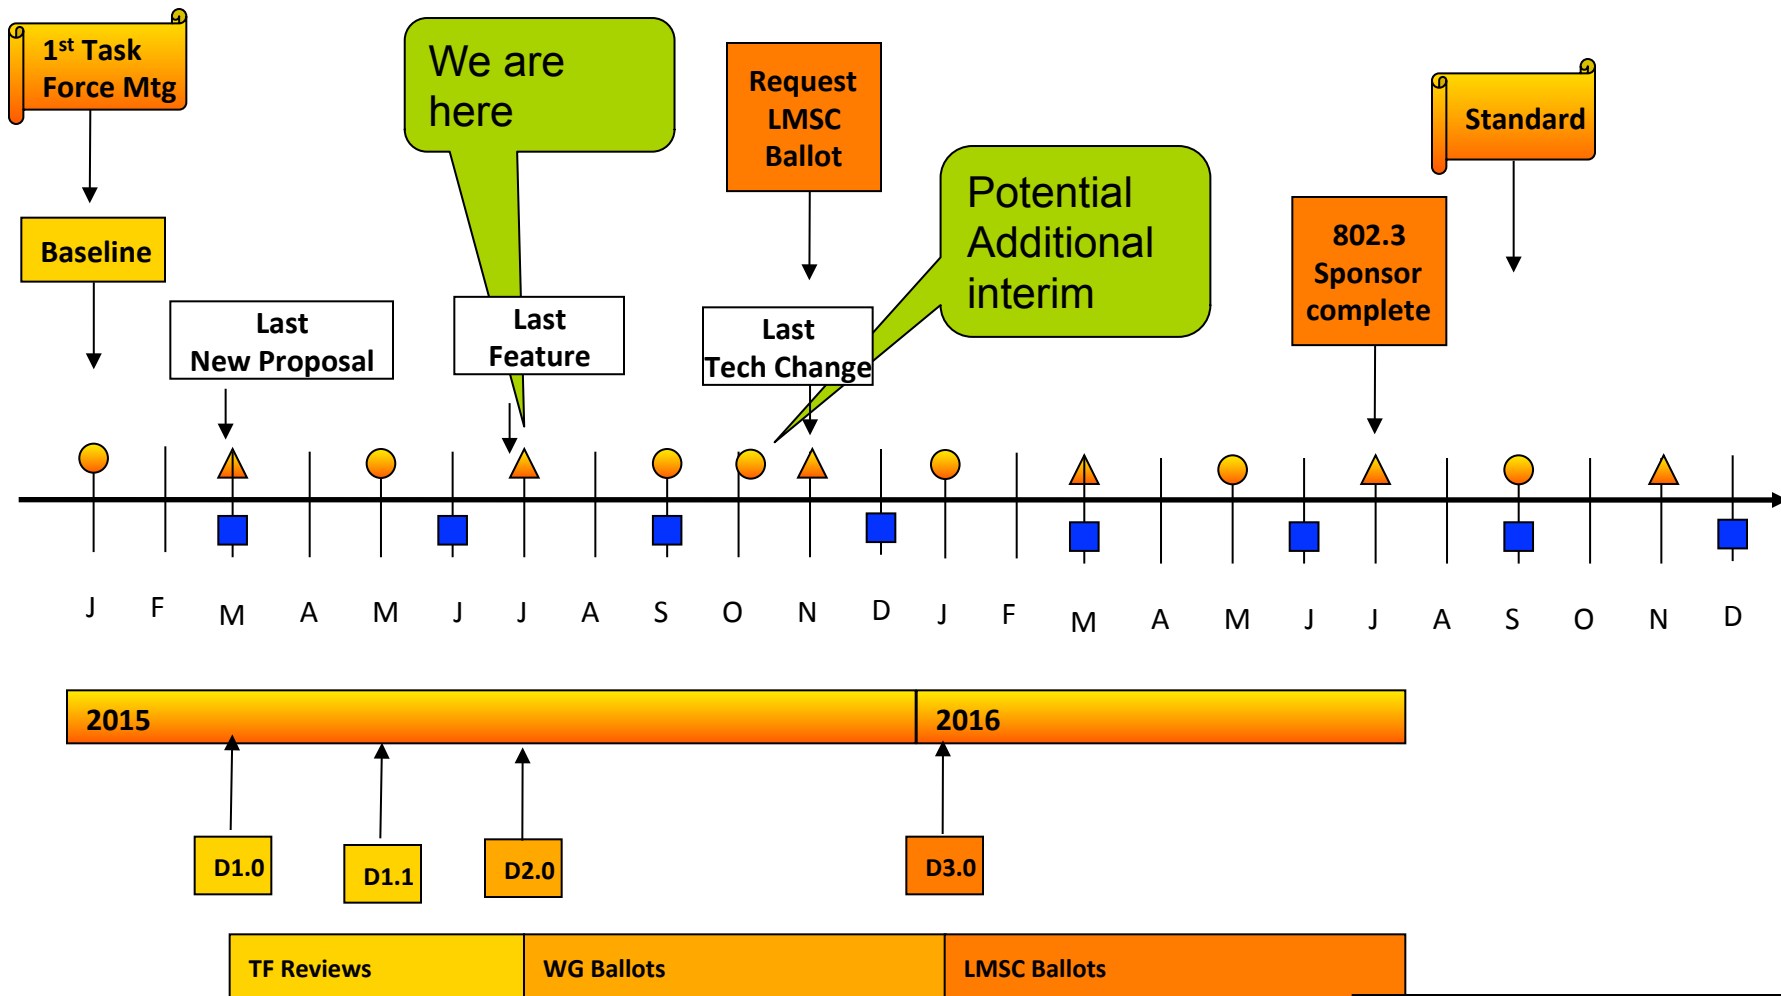 1st Task
Force Mtg
We are
here
Request
LMSC
Ballot
Standard
Potential
Additional
interim
Baseline
802.3
Sponsor
complete
Last
New Proposal
Last
Feature
Last
Tech Change
J F M A M J J A S O N D J F M A M J J A S O N D
2015 2016
D1.0 D1.1 D2.0 D3.0
TF Reviews WG Ballots LMSC Ballots